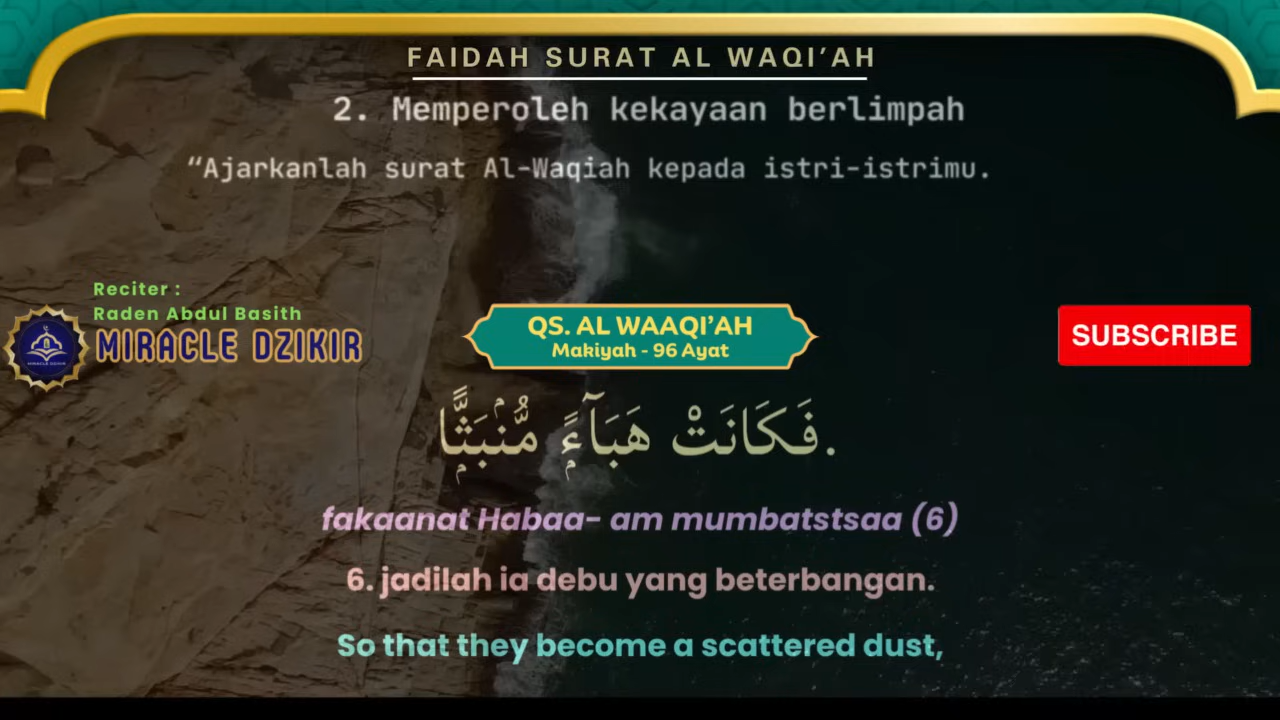 FAIDAH SURAT AL WAQI’AH
2. Memperoleh kekayaan berlimpah
“Ajarkanlah surat Al-Waqiah kepada istri-istrimu.
Reciter :
Raden Abdul Basith
MIRACLE DZIKIR
MIRACLE DZIKIR
QS. AL WAAQI’AH
Makiyah - 96 Ayat
SUBSCRIBE
فَكَانَتْ هَبَآءًۭ مُّنۢبَثًّۭا.
fakaanat Habaa- am mumbatstsaa (6)
6. jadilah ia debu yang beterbangan.
So that they become a scattered dust,